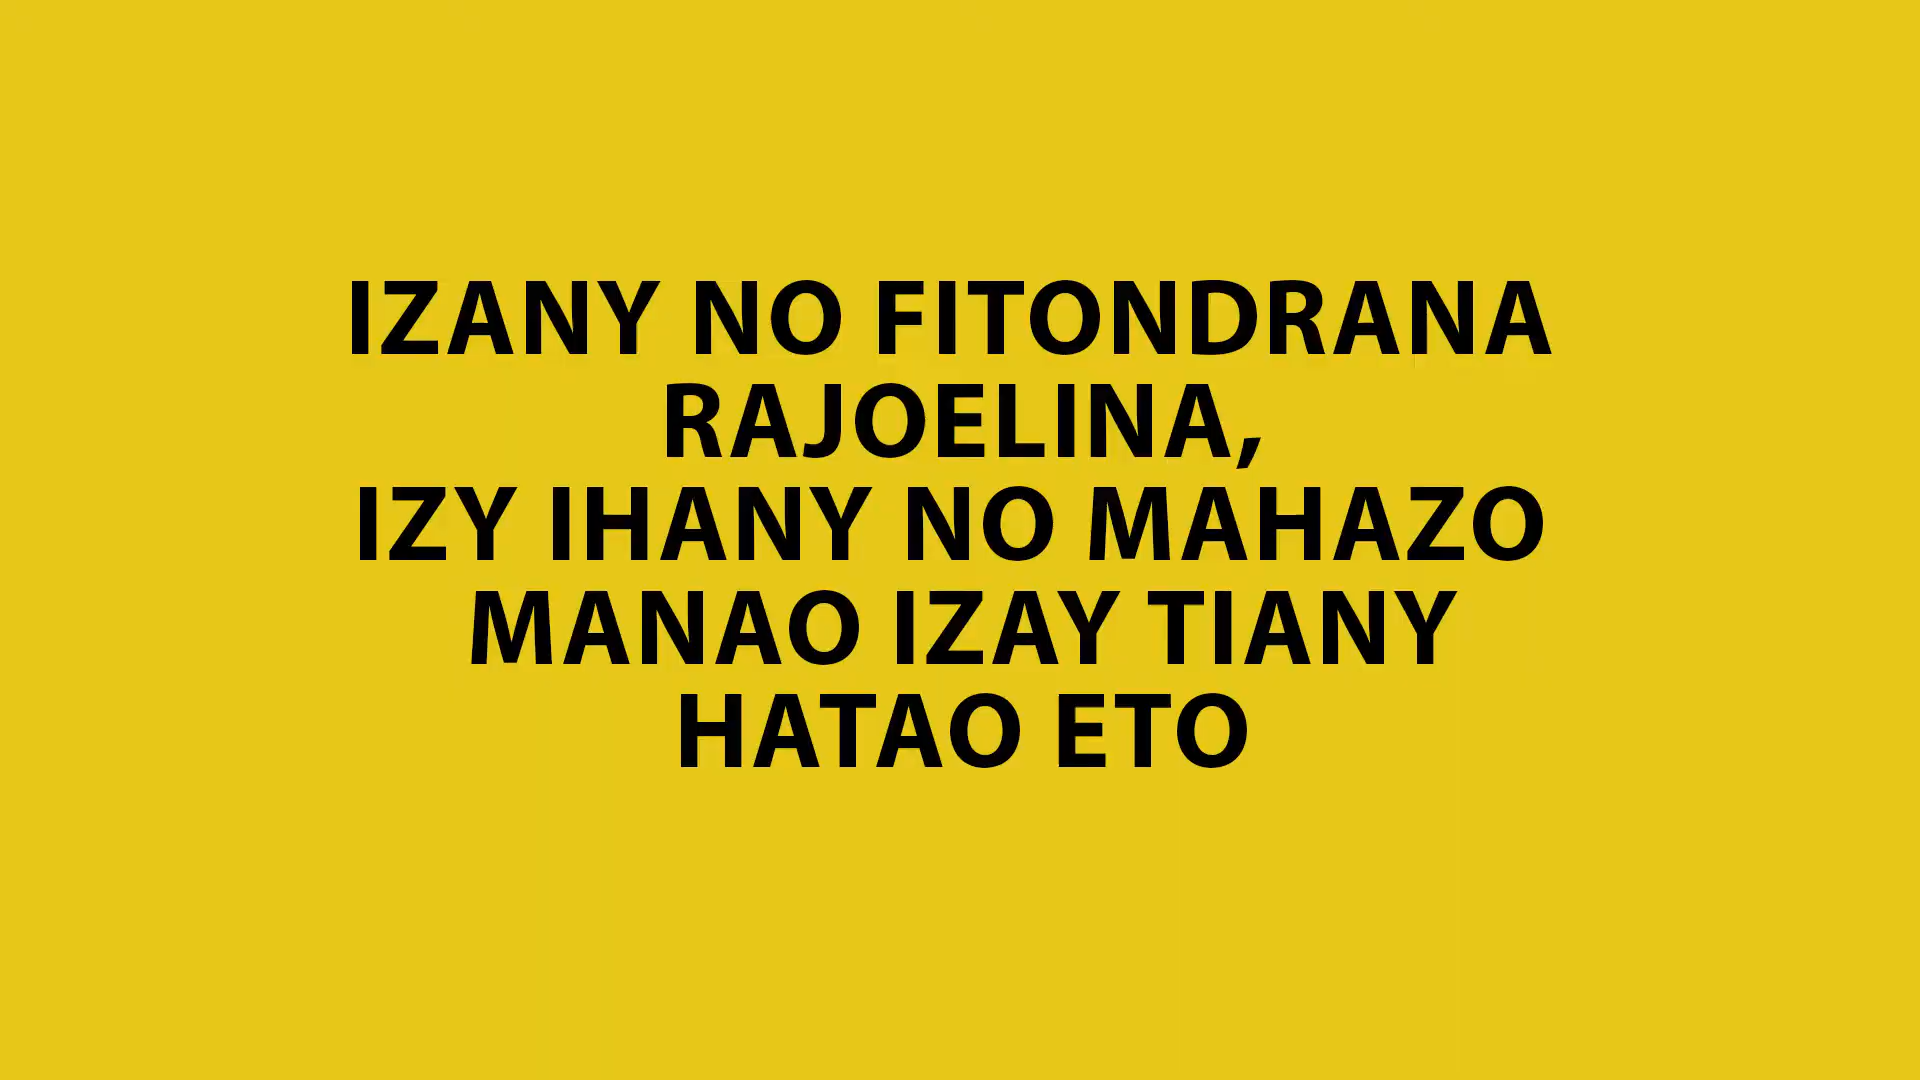 IZANY NO FITONDRANA
RAJOELINA,
IZY IHANY NO MAHAZO
MANAO IZAY TIANY
HATAO ETO